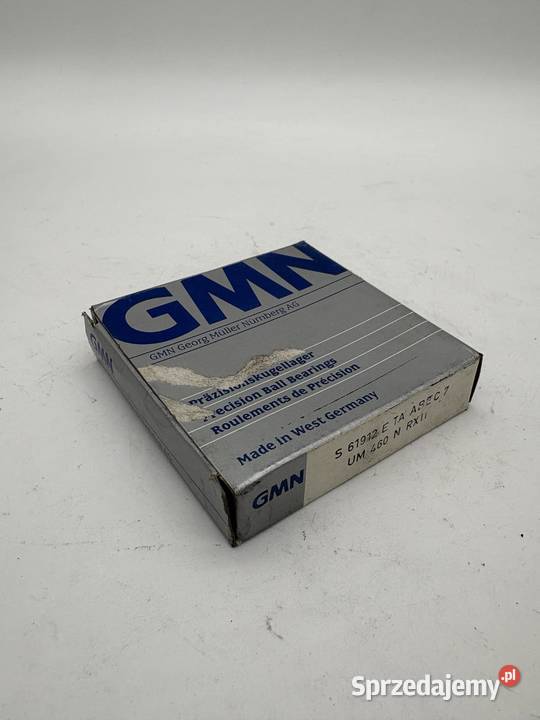 GMN
GMN Georg Müller Nürnberg AG
Präzisionskugellager
Precision Ball Bearings
Roulements de Précision
Made in West Germany
GMN
GMN
S 61912 E TA ABEC 7
UM 460 N RXII
Sprzedajemy.pl